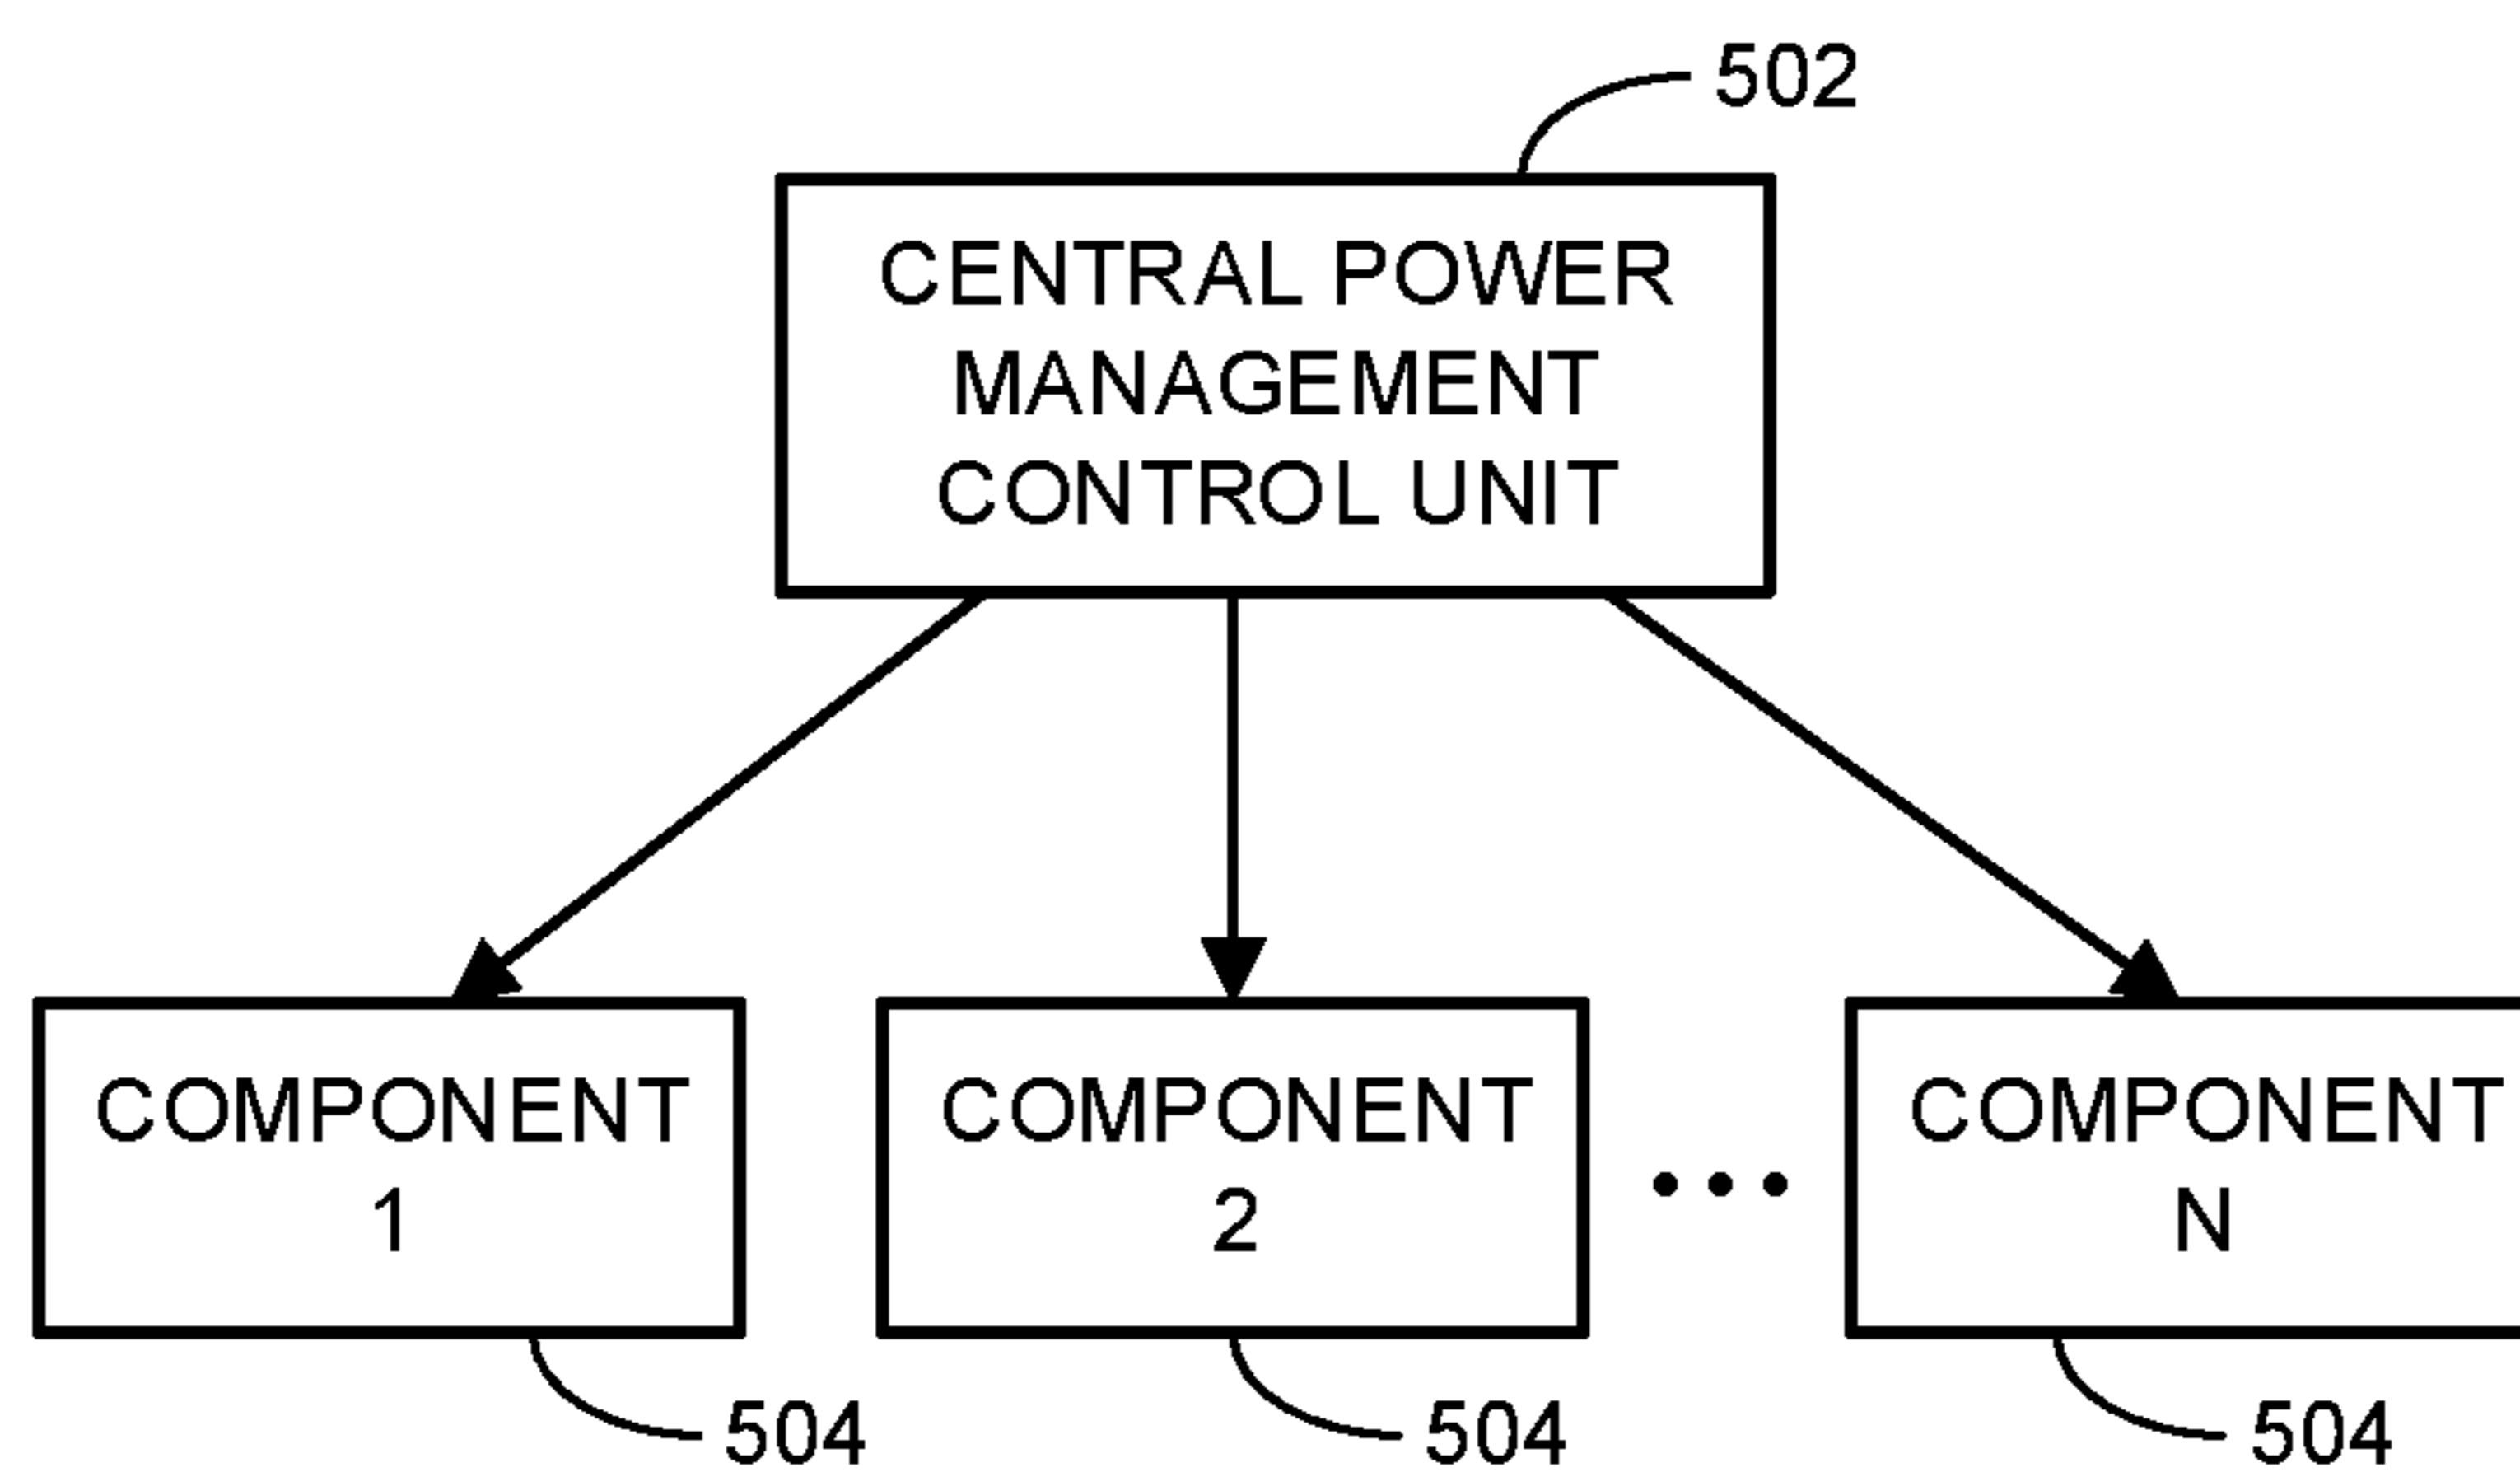 502
CENTRAL POWER
MANAGEMENT
CONTROL UNIT
COMPONENT
1
COMPONENT
2
COMPONENT
N
504
504
504